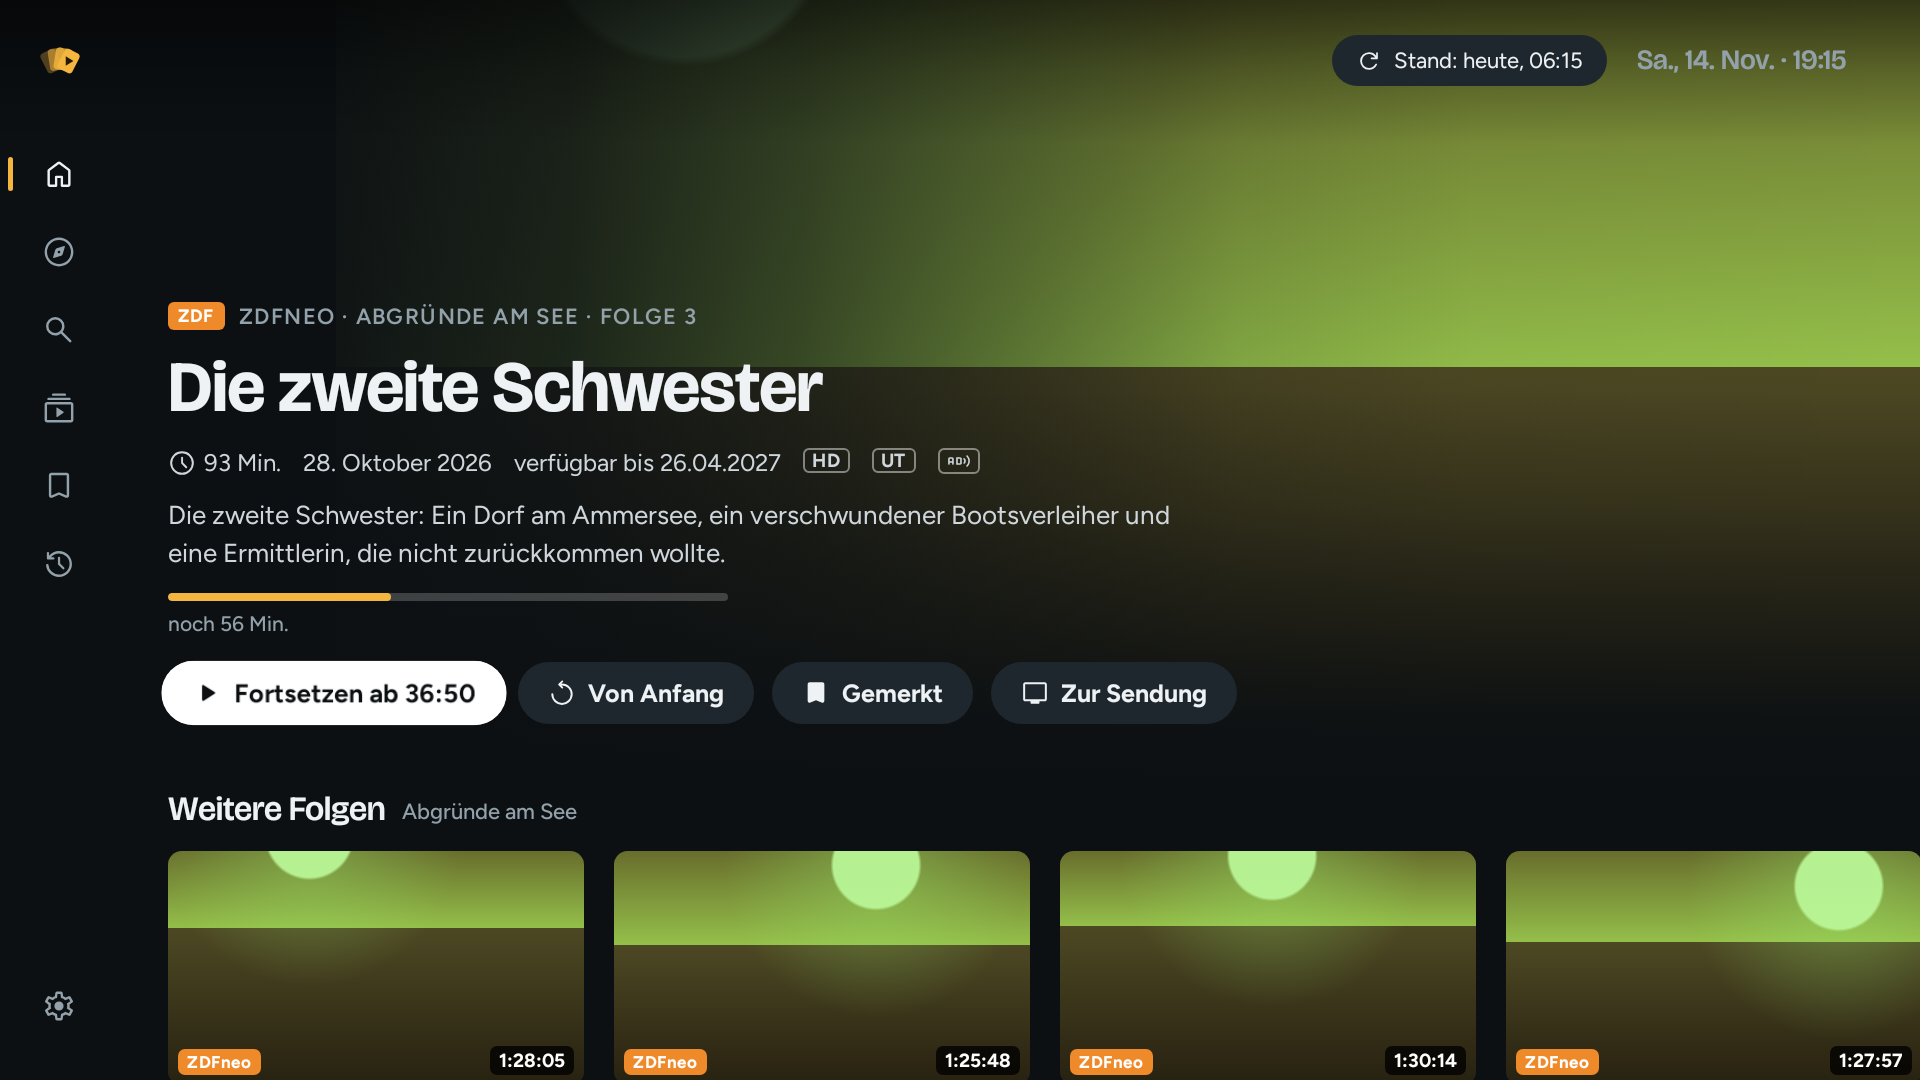 Stand: heute, 06:15
Sa., 14. Nov. · 19:15
ZDF ZDFNEO · ABGRÜNDE AM SEE · FOLGE 3
Die zweite Schwester
93 Min. 28. Oktober 2026 verfügbar bis 26.04.2027 HD UT AD
Die zweite Schwester: Ein Dorf am Ammersee, ein verschwundener Bootsverleiher und
eine Ermittlerin, die nicht zurückkommen wollte.
noch 56 Min.
Fortsetzen ab 36:50 Von Anfang Gemerkt Zur Sendung
Weitere Folgen Abgründe am See
ZDFneo 1:28:05 ZDFneo 1:25:48 ZDFneo 1:30:14 ZDFneo 1:27:57